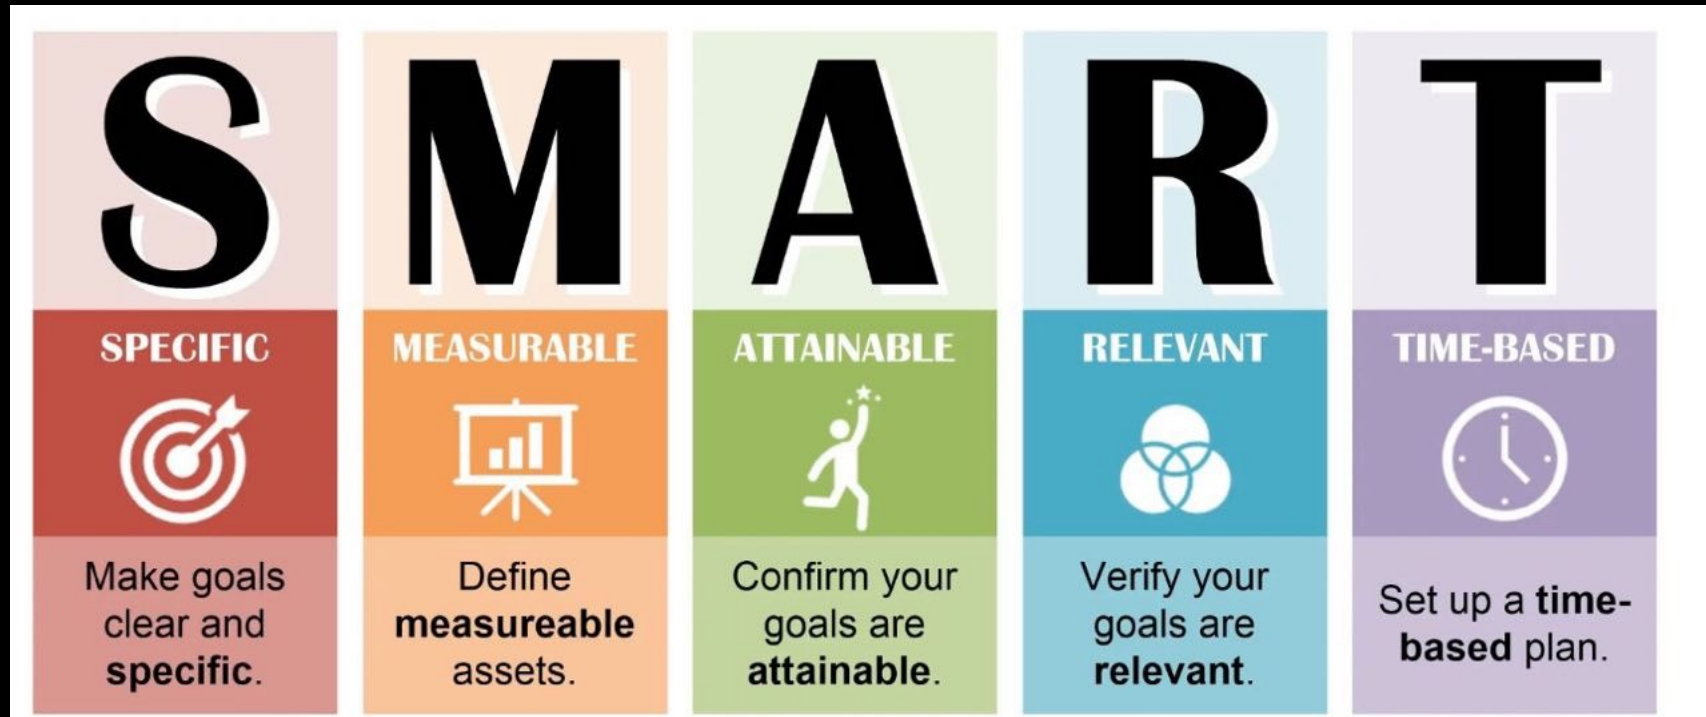 S M A R T
SPECIFIC
Make goals
clear and
specific.
MEASURABLE
Define
measureable
assets.
ATTAINABLE
Confirm your
goals are
attainable.
RELEVANT
Verify your
goals are
relevant.
TIME-BASED
Set up a time-
based plan.